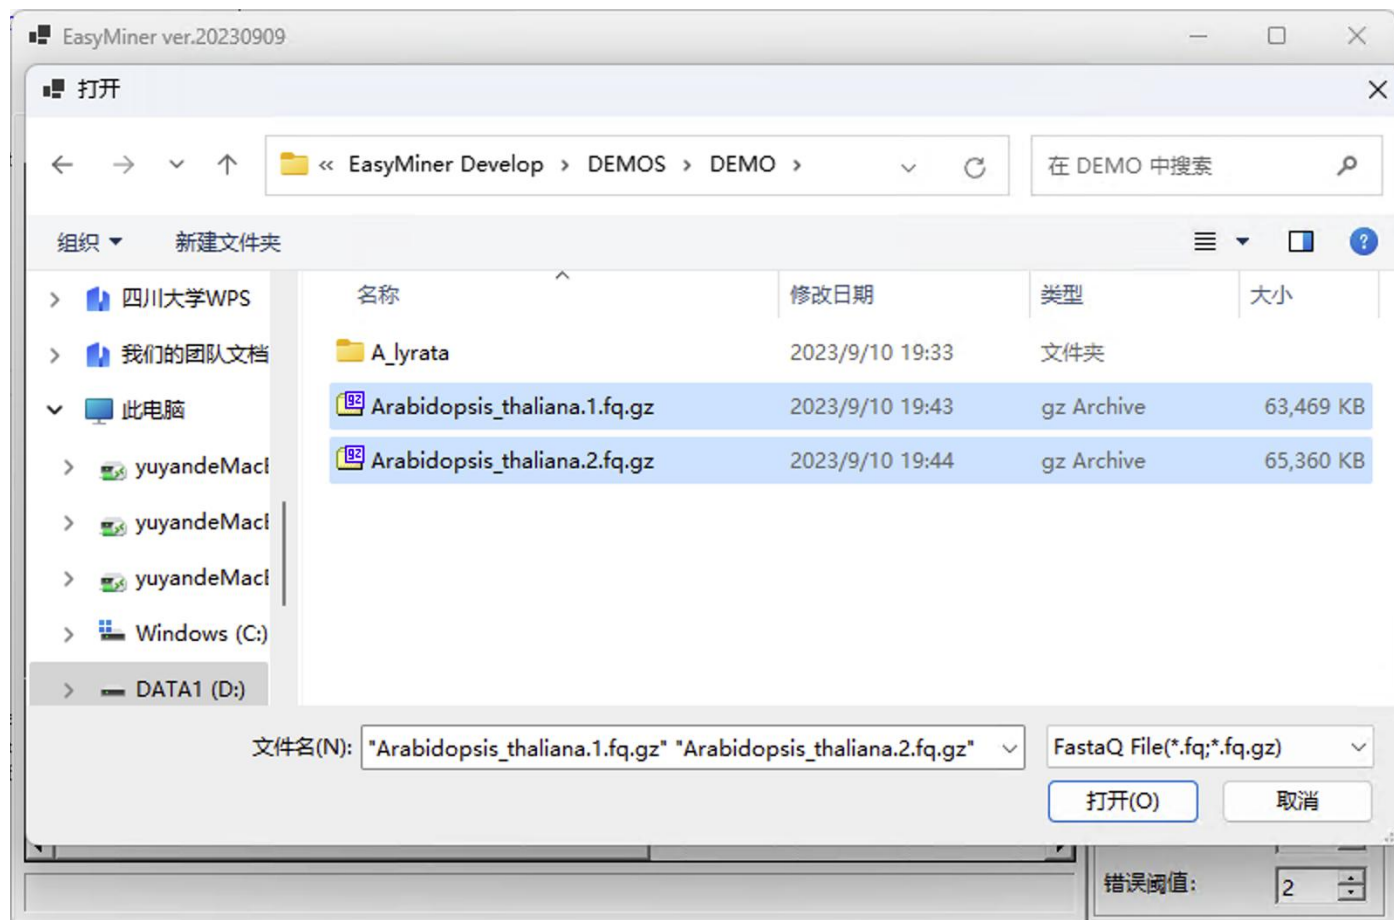 EasyMiner ver.20230909
打开
« EasyMiner Develop > DEMOS > DEMO >
在 DEMO 中搜索
组织
新建文件夹
四川大学WPS
我们的团队文档
此电脑
yuyandeMacB
yuyandeMacB
yuyandeMacB
Windows (C:)
DATA1 (D:)
名称 修改日期 类型 大小
A_lyrata 2023/9/10 19:33 文件夹
Arabidopsis_thaliana.1.fq.gz 2023/9/10 19:43 gz Archive 63,469 KB
Arabidopsis_thaliana.2.fq.gz 2023/9/10 19:44 gz Archive 65,360 KB
文件名(N): "Arabidopsis_thaliana.1.fq.gz" "Arabidopsis_thaliana.2.fq.gz"
FastaQ File(*.fq;*.fq.gz)
打开(O)
取消
错误阈值: 2